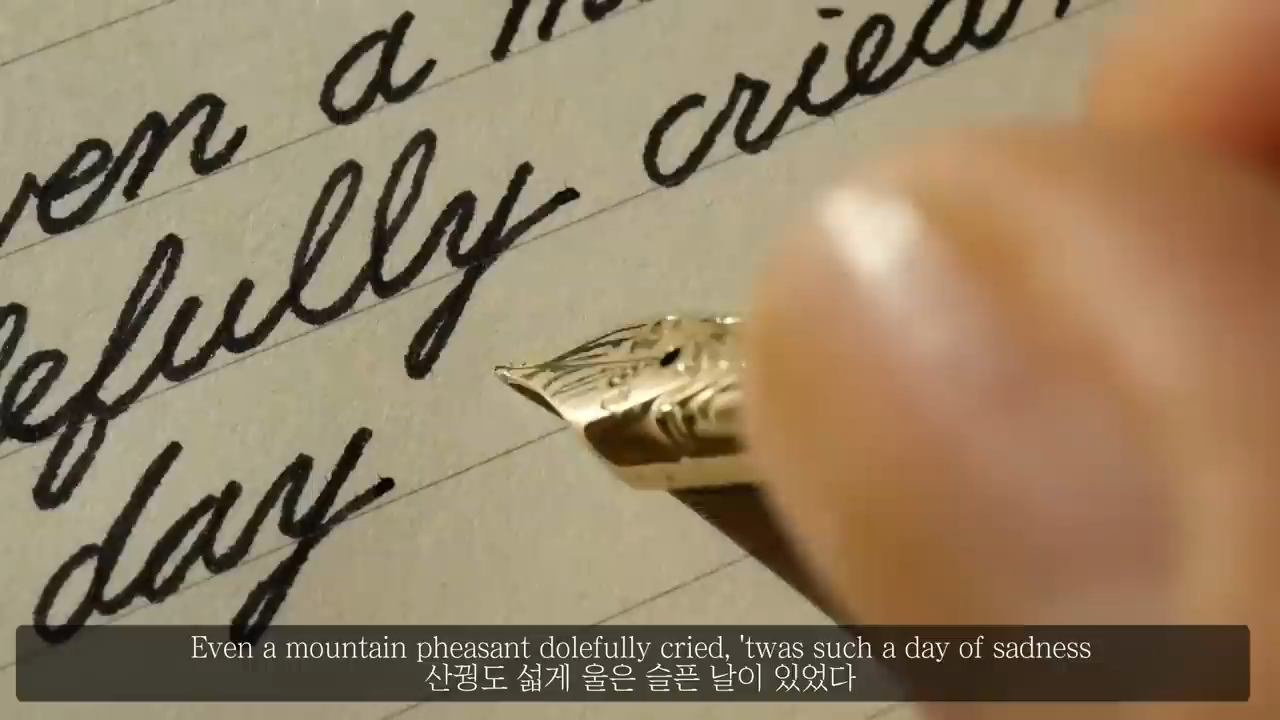 ven a
efully cried
day
Even a mountain pheasant dolefully cried, 'twas such a day of sadness
산꿩도 섧게 울은 슬픈 날이 있었다